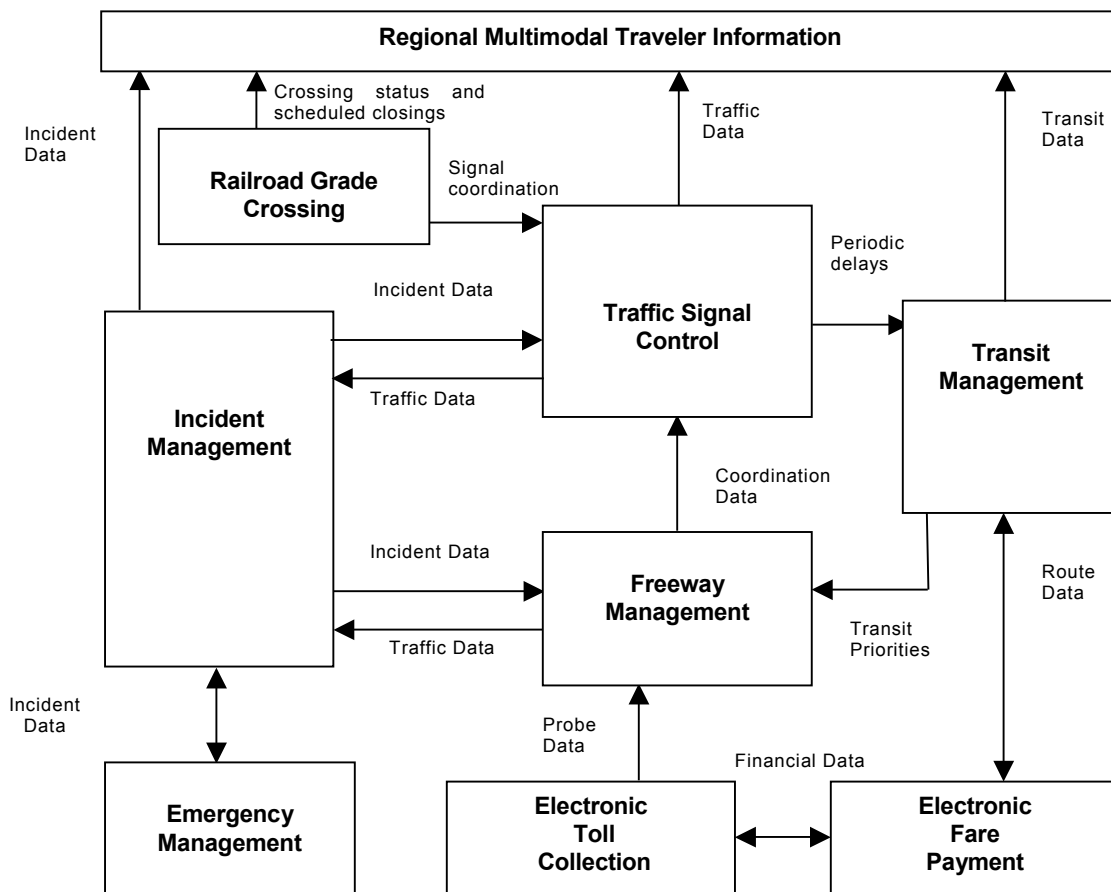 Regional Multimodal Traveler Information
Crossing status and
scheduled closings
Incident
Data
Traffic
Data
Transit
Data
Railroad Grade
Crossing
Signal
coordination
Periodic
delays
Incident Data
Traffic Signal
Control
Transit
Management
Traffic Data
Incident
Management
Coordination
Data
Incident Data
Freeway
Management
Route
Data
Traffic Data
Transit
Priorities
Incident
Data
Probe
Data
Financial Data
Emergency
Management
Electronic
Toll
Collection
Electronic
Fare
Payment